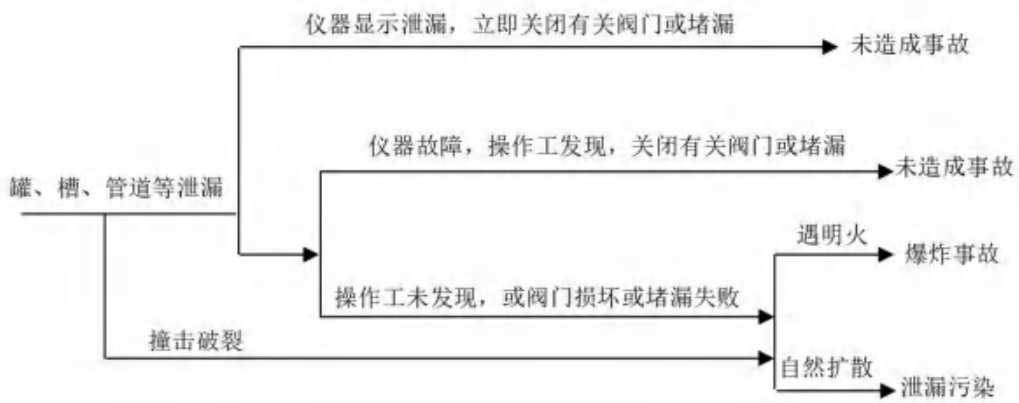 仪器显示泄漏，立即关闭有关阀门或堵漏
未造成事故
仪器故障，操作工发现，关闭有关阀门或堵漏
未造成事故
罐、槽、管道等泄漏
遇明火
爆炸事故
操作工未发现，或阀门损坏或堵漏失败
撞击破裂
自然扩散
泄漏污染